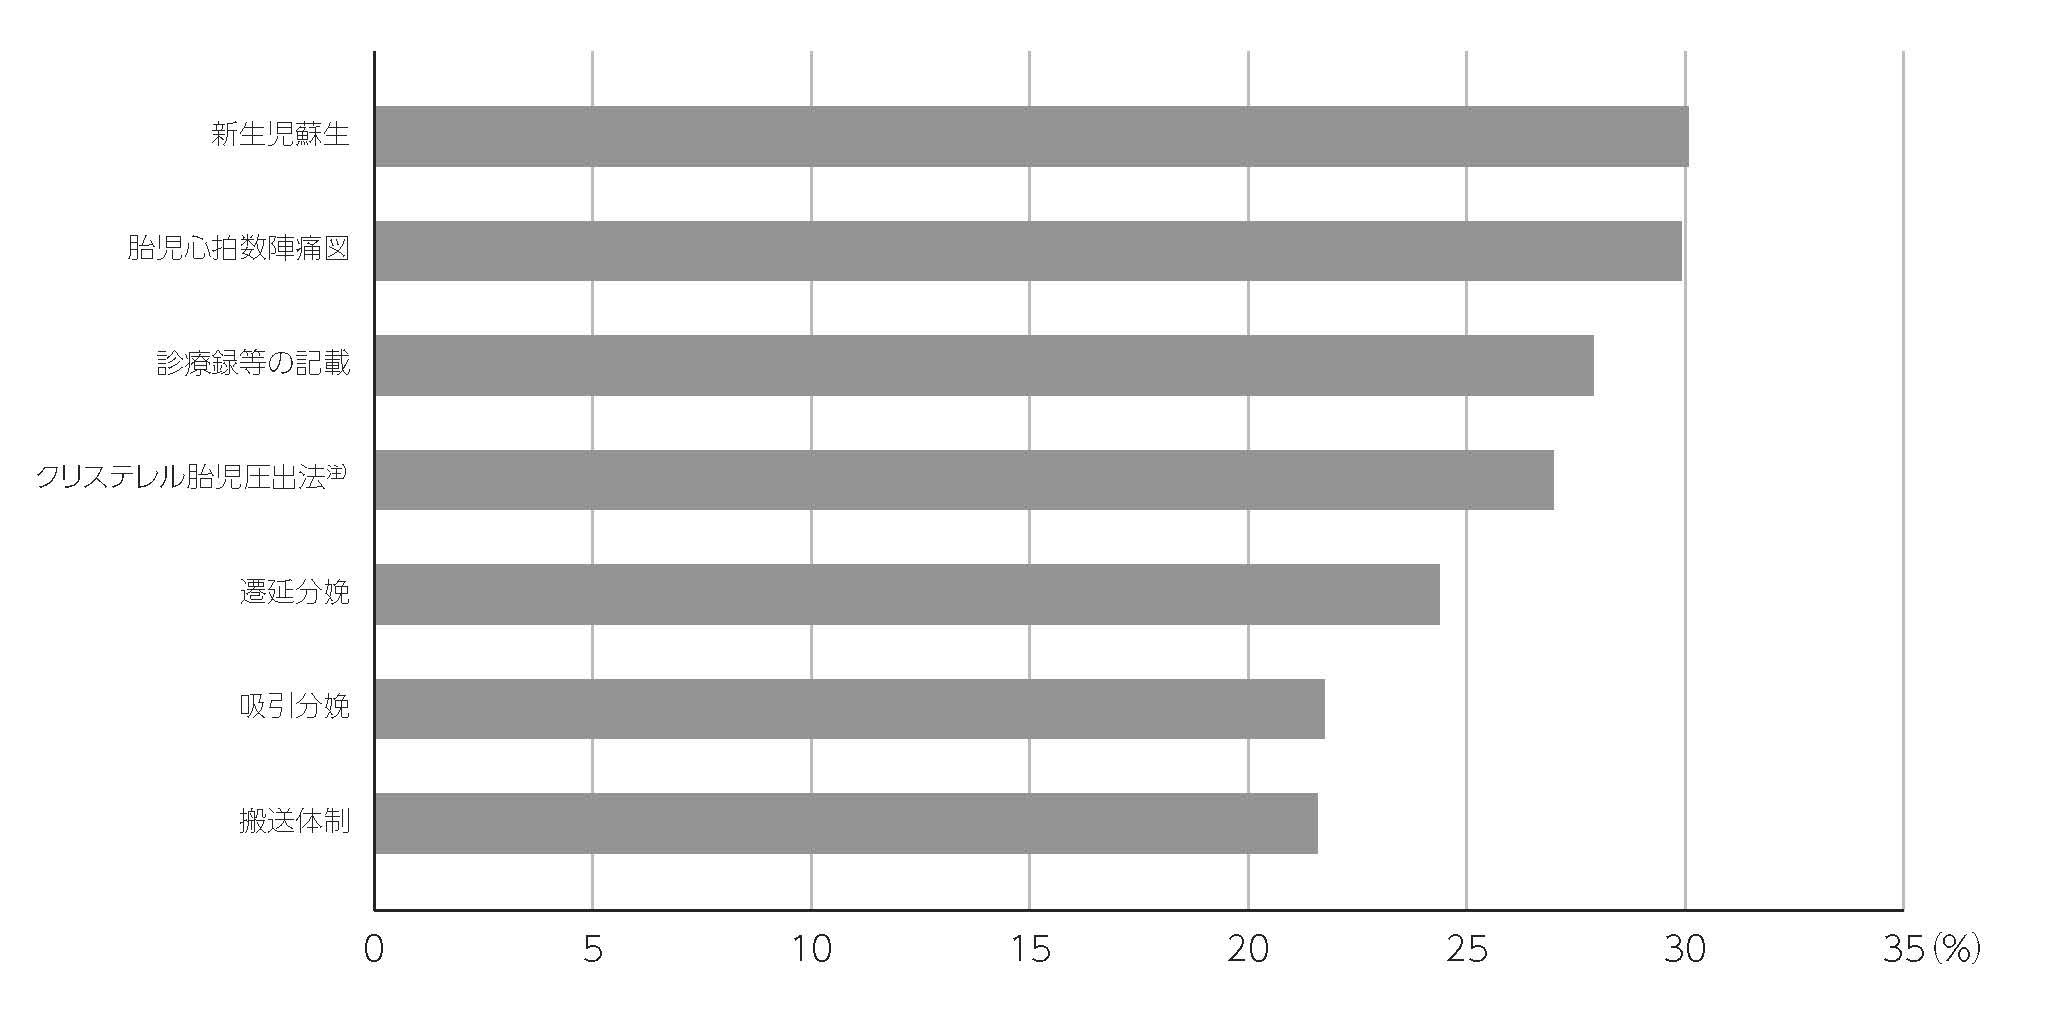 新生児蘇生
胎児心拍数陣痛図
診療録等の記載
クリステレル胎児圧出法注)
遷延分娩
吸引分娩
搬送体制
0 5 10 15 20 25 30 35 (%)